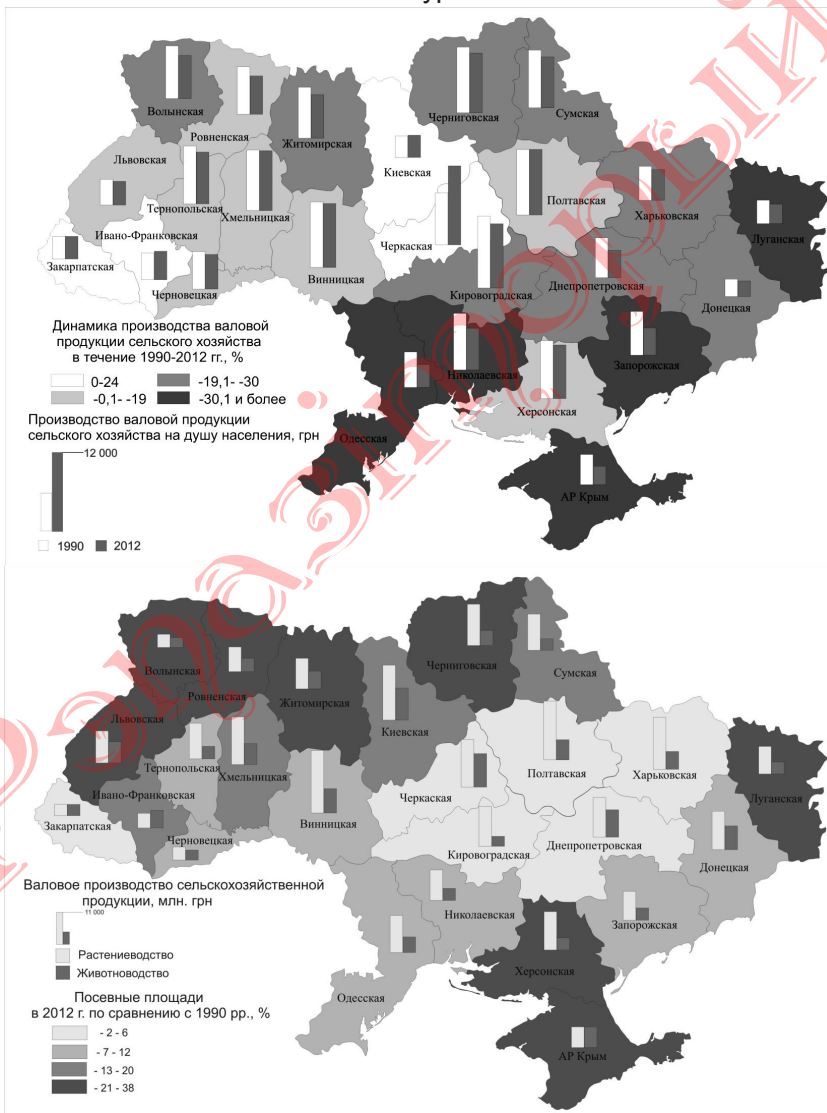 Волынская
Ровненская
Житомирская
Черниговская
Сумская
Львовская
Киевская
Тернопольская
Хмельницкая
Полтавская
Харьковская
Луганская
Ивано-Франковская
Закарпатская
Черкаская
Винницкая
Черновецкая
Кировоградская
Днепропетровская
Донецкая
Николаевская
Запорожская
Херсонская
Одесская
АР Крым
Динамика производства валовой
продукции сельского хозяйства
в течение 1990-2012 гг., %
0-24
-19,1- -30
-0,1- -19
-30,1 и более
Производство валовой продукции
сельского хозяйства на душу населения, грн
12 000
1990
2012
Волынская
Ровненская
Житомирская
Черниговская
Сумская
Львовская
Киевская
Тернопольская
Хмельницкая
Полтавская
Харьковская
Ивано-Франковская
Черкаская
Луганская
Закарпатская
Винницкая
Черновецкая
Кировоградская
Днепропетровская
Донецкая
Валовое производство сельскохозяйственной
продукции, млн. грн
11 000
Растениеводство
Животноводство
Николаевская
Запорожская
Херсонская
Одесская
АР Крым
Посевные площади
в 2012 г. по сравнению с 1990 рр., %
- 2 - 6
- 7 - 12
- 13 - 20
- 21 - 38